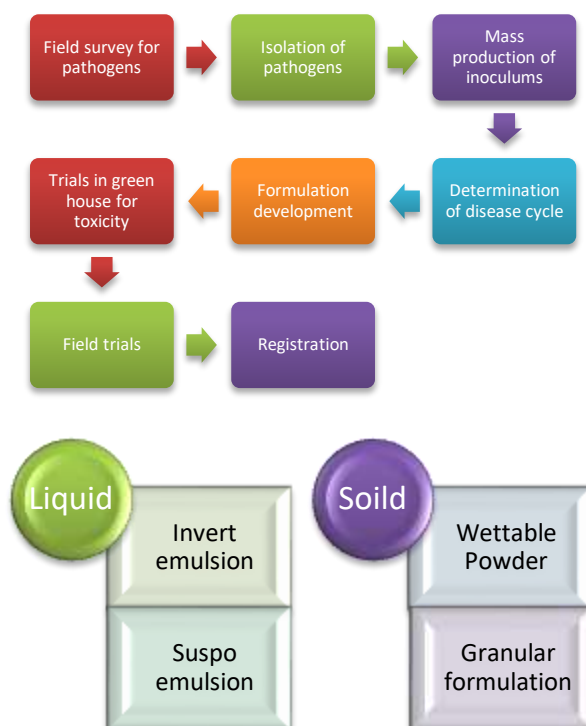 Field survey for
pathogens
Isolation of
pathogens
Mass
production of
inoculums
Determination
of disease cycle
Formulation
development
Trials in green
house for
toxicity
Field trials
Registration
Liquid
Invert
emulsion
Suspo
emulsion
Soild
Wettable
Powder
Granular
formulation